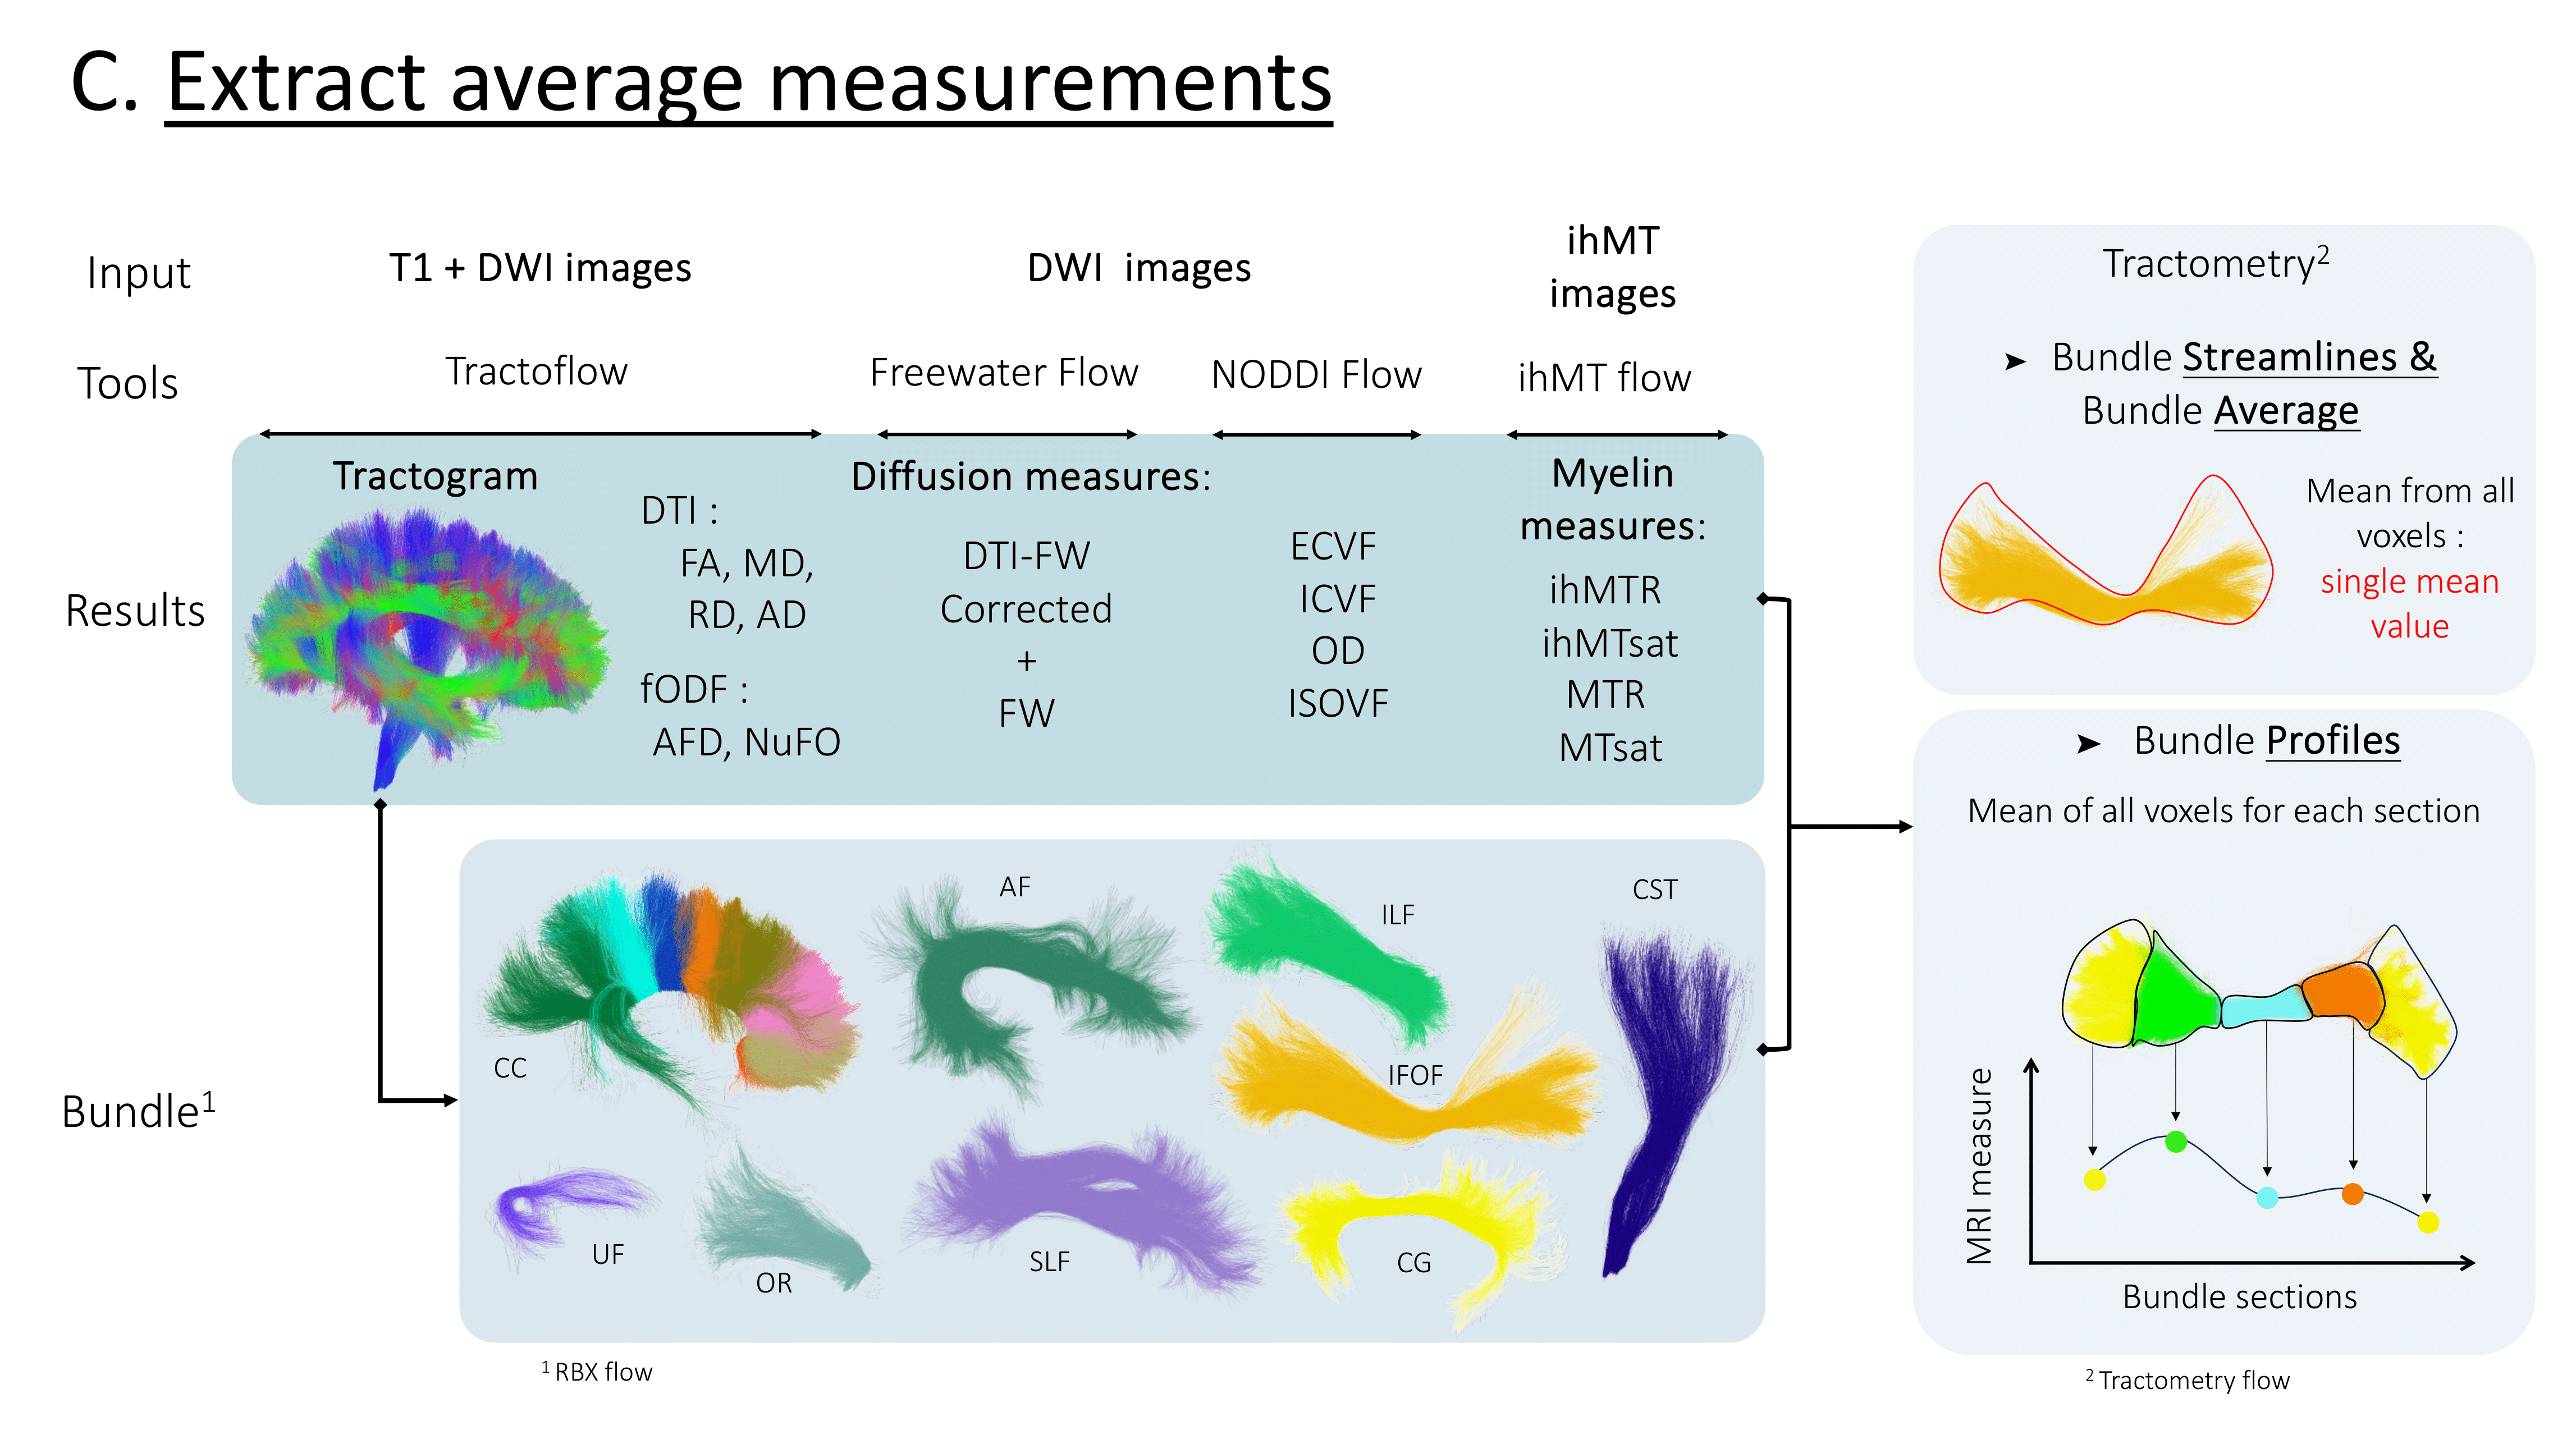 C. Extract average measurements
Input
T1 + DWI images
DWI  images
ihMT
images
Tools
Tractoflow
Freewater Flow
NODDI Flow
ihMT flow
Results
Tractogram
DTI :
FA, MD,
RD, AD
fODF :
AFD, NuFO
Diffusion measures:
DTI-FW
Corrected
+
FW
ECVF
ICVF
OD
ISOVF
Myelin
measures:
ihMTR
ihMTsat
MTR
MTsat
Bundle¹
CC
AF
ILF
CST
IFOF
UF
OR
SLF
CG
¹ RBX flow
Tractometry²
➤ Bundle Streamlines &
Bundle Average
Mean from all
voxels :
single mean
value
➤ Bundle Profiles
Mean of all voxels for each section
MRI measure
Bundle sections
² Tractometry flow